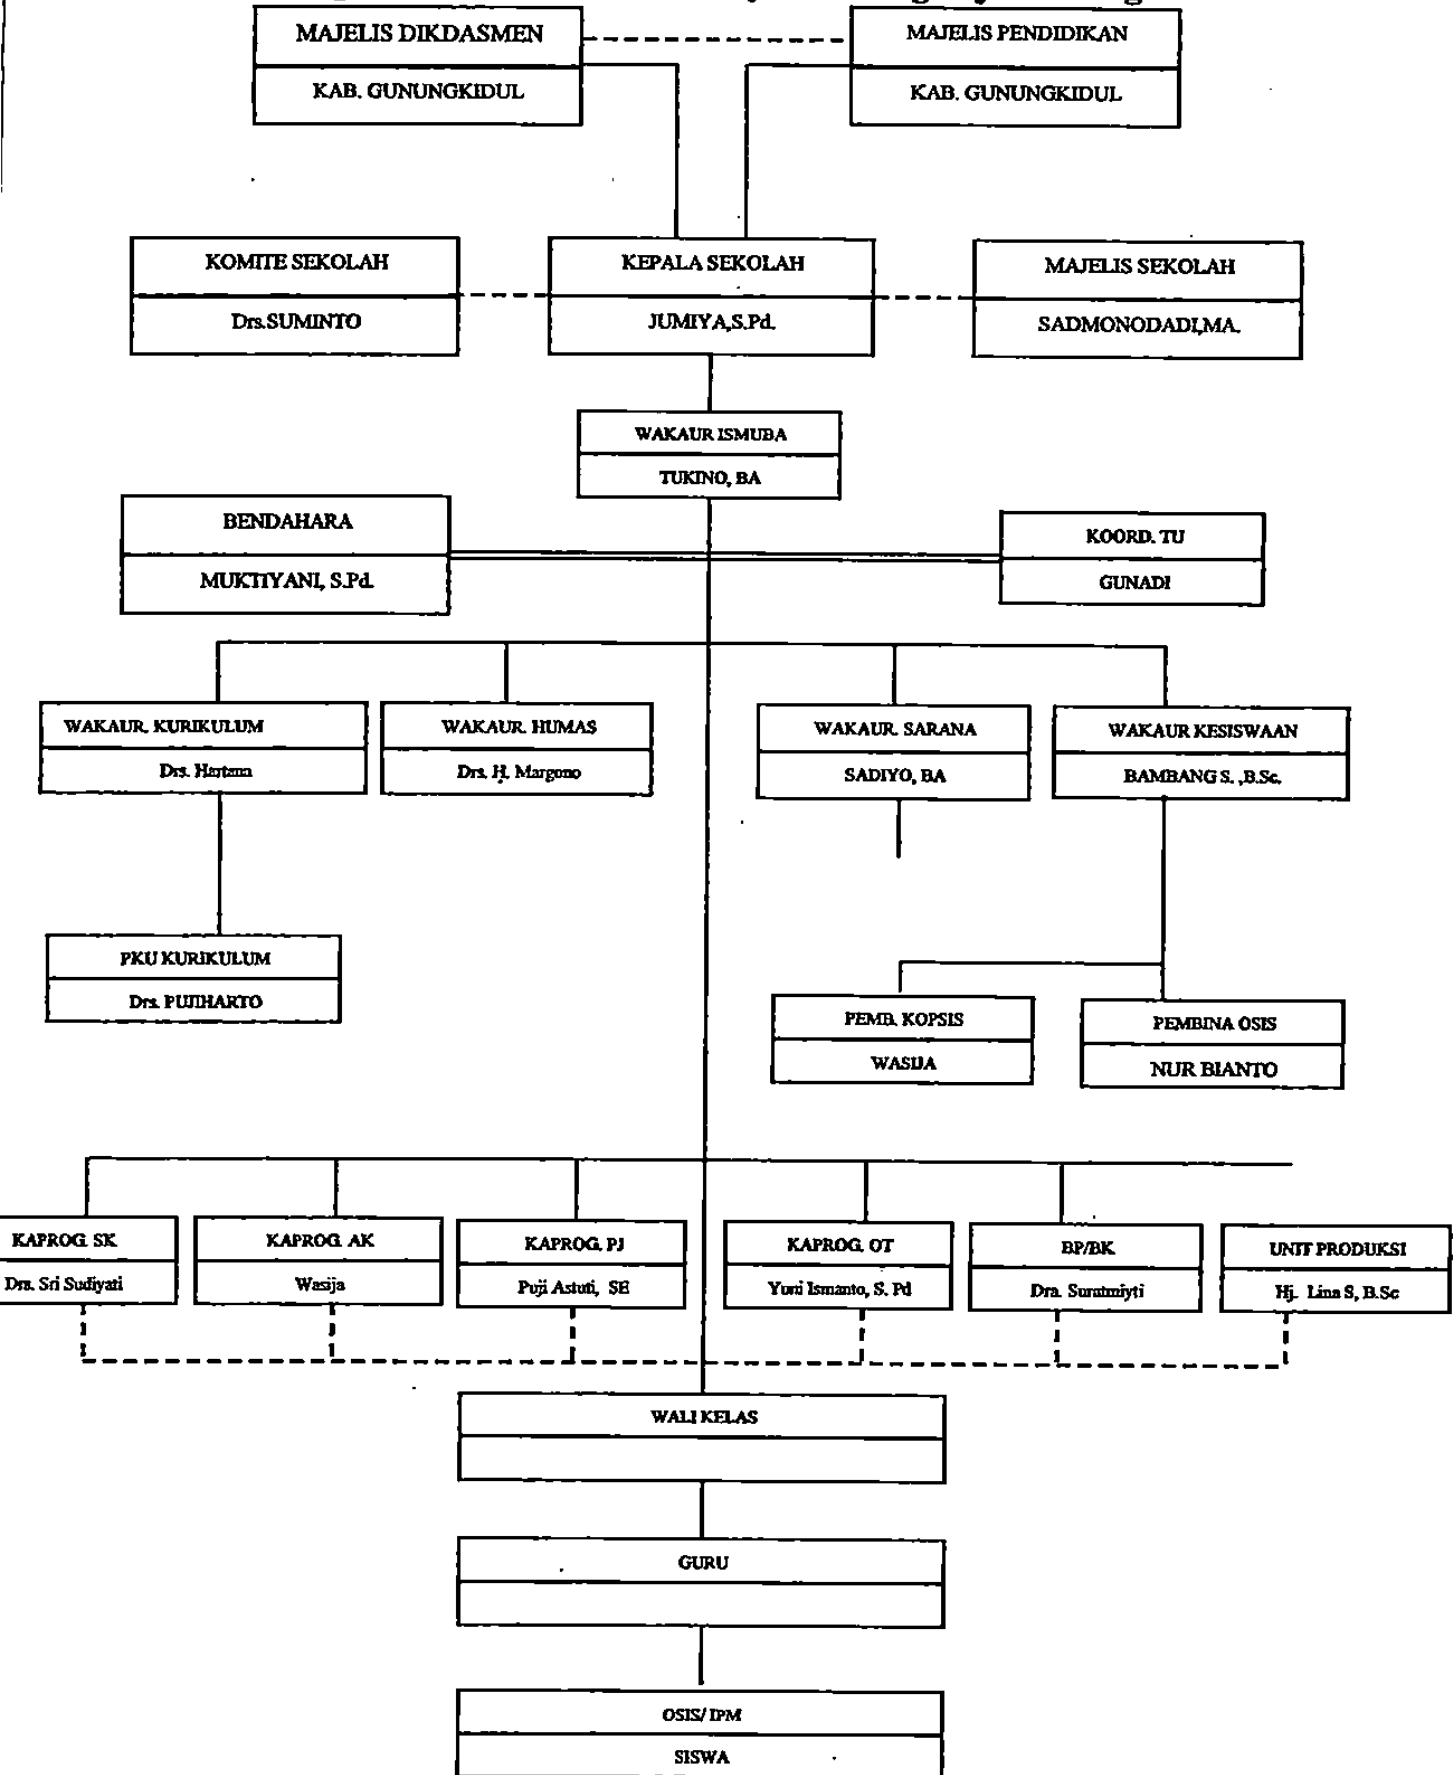 MAJELIS DIKDASMEN
KAB. GUNUNGKIDUL
MAJELIS PENDIDIKAN
KAB. GUNUNGKIDUL
KOMITE SEKOLAH
Drs.SUMINTO
KEPALA SEKOLAH
JUMIYA,S.Pd.
MAJELIS SEKOLAH
SADMONODADI,MA.
WAKAUR ISMUBA
TUKINO, BA
BENDAHARA
MUKTIYANI, S.Pd.
KOORD. TU
GUNADI
WAKAUR. KURIKULUM
Drs. Hartana
WAKAUR. HUMAS
Drs. H. Margono
WAKAUR. SARANA
SADIYO, BA
WAKAUR KESISWAAN
BAMBANG S. ,B.Sc.
PKU KURIKULUM
Drs. PUJIHARTO
PEMB. KOPSIS
WASIJA
PEMBINA OSIS
NUR BIANTO
KAPROG. SK
Dra. Sri Sudiyati
KAPROG. AK
Wasija
KAPROG. PJ
Puji Astuti, SE
KAPROG. OT
Yuni Ismanto, S. Pd
BP/BK
Dra. Suratmiyti
UNIT PRODUKSI
Hj. Lina S, B.Sc
WALI KELAS
GURU
OSIS/ IPM
SISWA